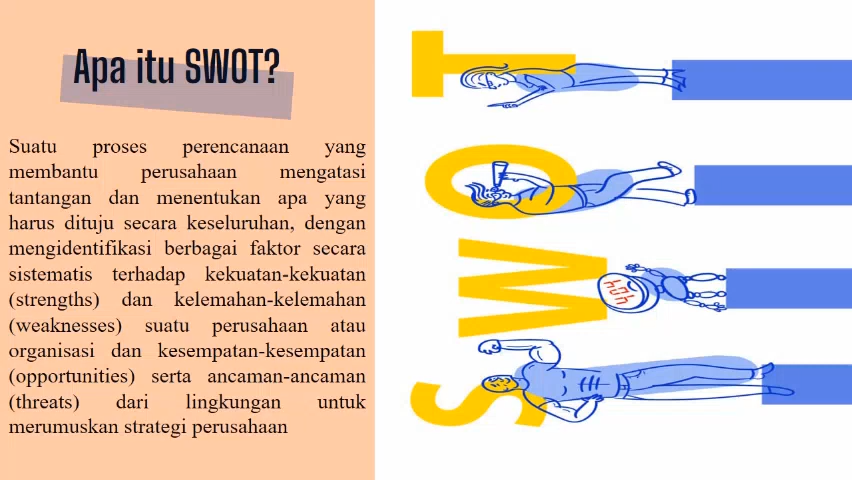 Apa itu SWOT?
Suatu proses perencanaan yang
membantu perusahaan mengatasi
tantangan dan menentukan apa yang
harus dituju secara keseluruhan, dengan
mengidentifikasi berbagai faktor secara
sistematis terhadap kekuatan-kekuatan
(strengths) dan kelemahan-kelemahan
(weaknesses) suatu perusahaan atau
organisasi dan kesempatan-kesempatan
(opportunities) serta ancaman-ancaman
(threats) dari lingkungan untuk
merumuskan strategi perusahaan
S
W
O
T